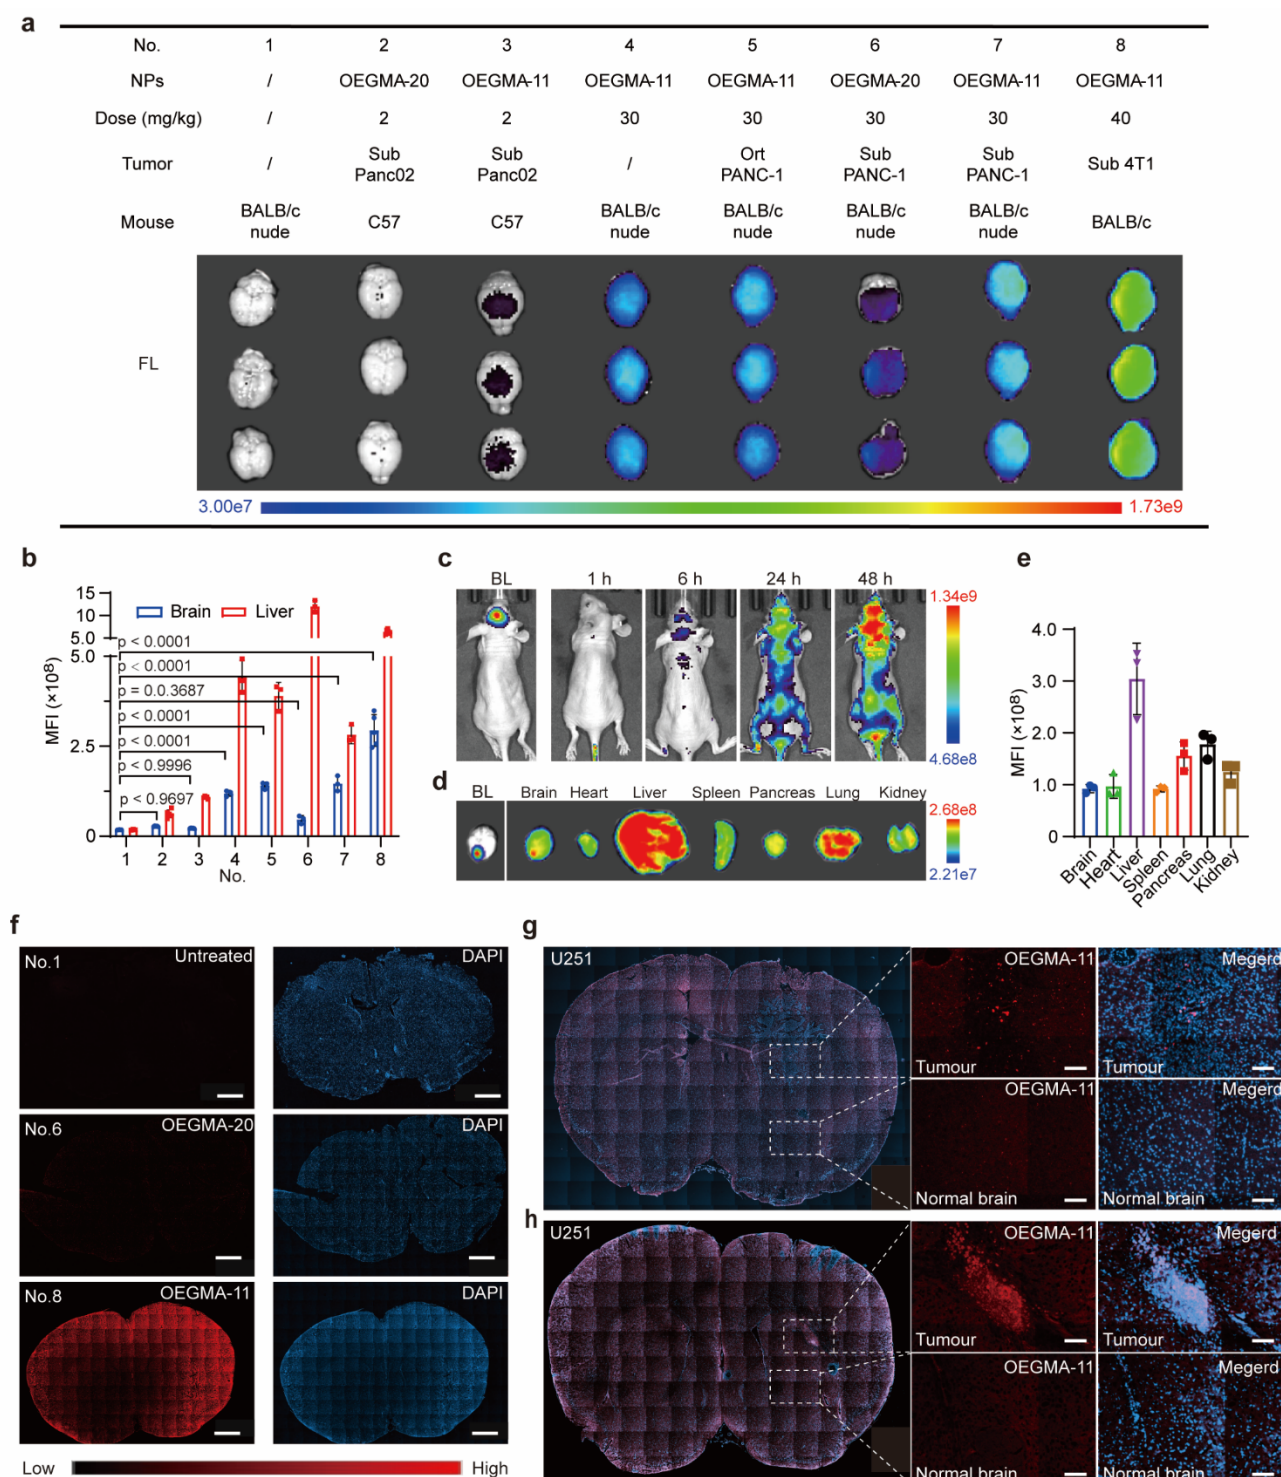 a
No. 1 2 3 4 5 6 7 8
NPs / OEGMA-20 OEGMA-11 OEGMA-11 OEGMA-11 OEGMA-20 OEGMA-11 OEGMA-11
Dose (mg/kg) / 2 2 30 30 30 30 40
Tumor / Sub Panc02 Sub Panc02 / Ort PANC-1 Sub PANC-1 Sub PANC-1 Sub 4T1
Mouse BALB/c nude C57 C57 BALB/c nude BALB/c nude BALB/c nude BALB/c nude BALB/c
FL
3.00e7 1.73e9
b
15
10
5.0
Brain Liver
p < 0.0001
p < 0.0001
p = 0.0.3687
p < 0.0001
p < 0.0001
p < 0.9996
p < 0.9697
5.0
2.5
0
MFI (×10⁸)
1 2 3 4 5 6 7 8
No.
c
BL 1 h 6 h 24 h 48 h
1.34e9
4.68e8
d
BL Brain Heart Liver Spleen Pancreas Lung Kidney
2.68e8
2.21e7
e
4.0
3.0
2.0
1.0
0
MFI (×10⁸)
Brain Heart Liver Spleen Pancreas Lung Kidney
f
No.1 Untreated DAPI
No.6 OEGMA-20 DAPI
No.8 OEGMA-11 DAPI
Low High
g
U251
OEGMA-11 Megerd
Tumour Tumour
OEGMA-11 Megerd
Normal brain Normal brain
h
U251
OEGMA-11 Megerd
Tumour Tumour
OEGMA-11 Megerd
Normal brain Normal brain